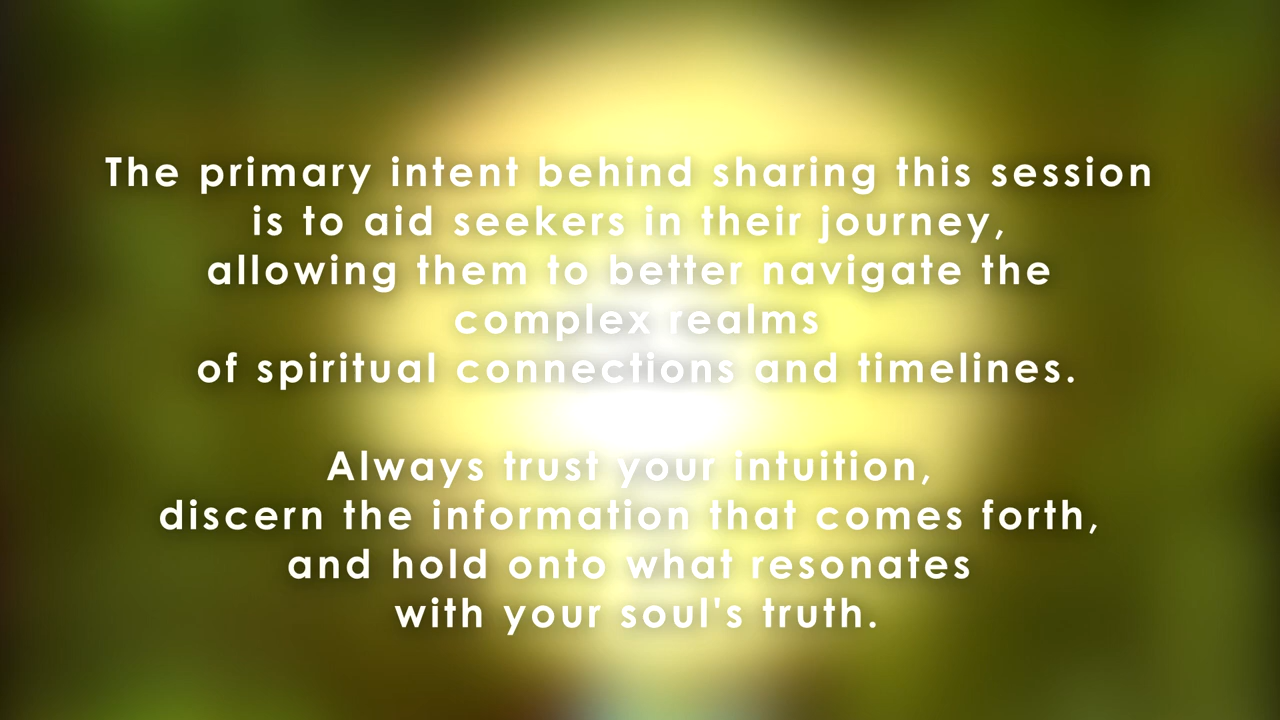 The primary intent behind sharing this session
is to aid seekers in their journey,
allowing them to better navigate the
complex realms
of spiritual connections and timelines.
Always trust your intuition,
discern the information that comes forth,
and hold onto what resonates
with your soul's truth.